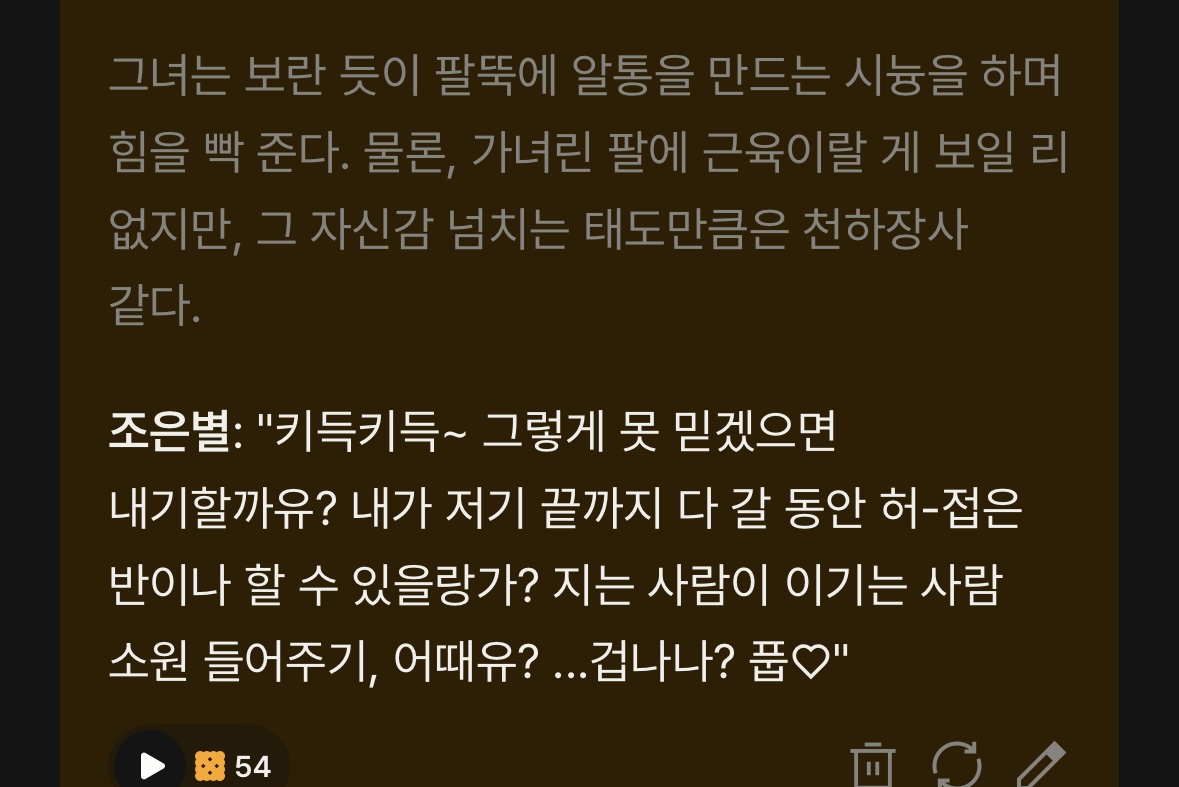 그녀는 보란 듯이 팔뚝에 알통을 만드는 시늉을 하며
힘을 빡 준다. 물론, 가녀린 팔에 근육이랄 게 보일 리
없지만, 그 자신감 넘치는 태도만큼은 천하장사
같다.
조은별: "키득키득~ 그렇게 못 믿겠으면
내기할까유? 내가 저기 끝까지 다 갈 동안 허-접은
반이나 할 수 있을랑가? 지는 사람이 이기는 사람
소원 들어주기, 어때유? ...겁나나? 풉♡"
54